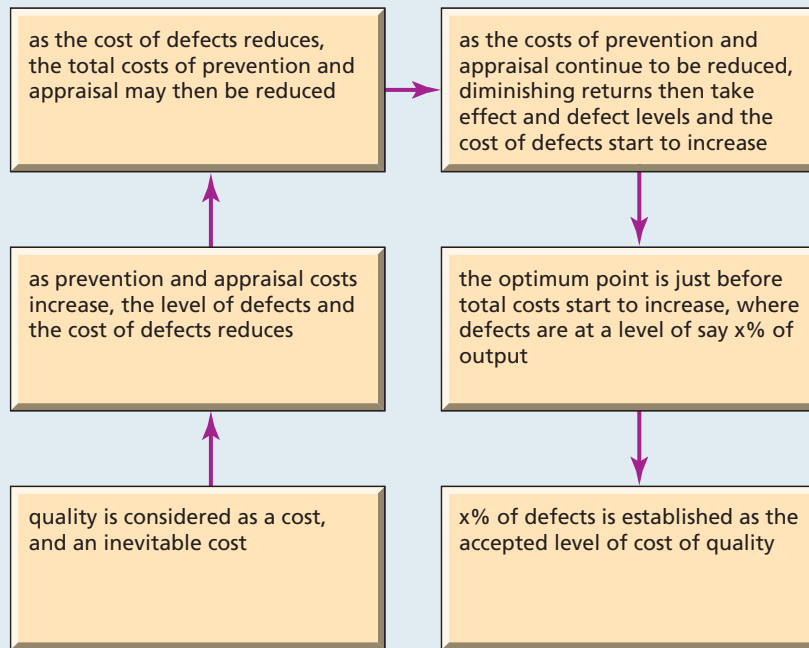 quality is considered as a cost,
and an inevitable cost
as prevention and appraisal costs
increase, the level of defects and
the cost of defects reduces
as the cost of defects reduces,
the total costs of prevention and
appraisal may then be reduced
as the costs of prevention and
appraisal continue to be reduced,
diminishing returns then take
effect and defect levels and the
cost of defects start to increase
the optimum point is just before
total costs start to increase, where
defects are at a level of say x% of
output
x% of defects is established as the
accepted level of cost of quality